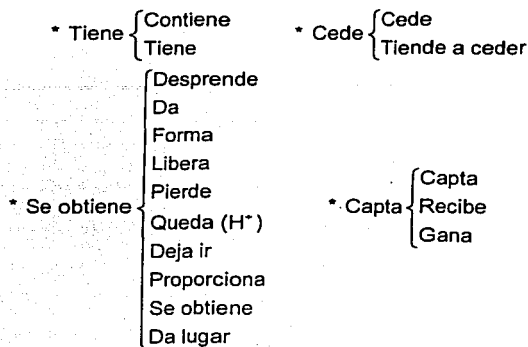 * Tiene
Contiene
Tiene
* Cede
Cede
Tiende a ceder
* Se obtiene
Desprende
Da
Forma
Libera
Pierde
Queda (H⁺)
Deja ir
Proporciona
Se obtiene
Da lugar
* Capta
Capta
Recibe
Gana